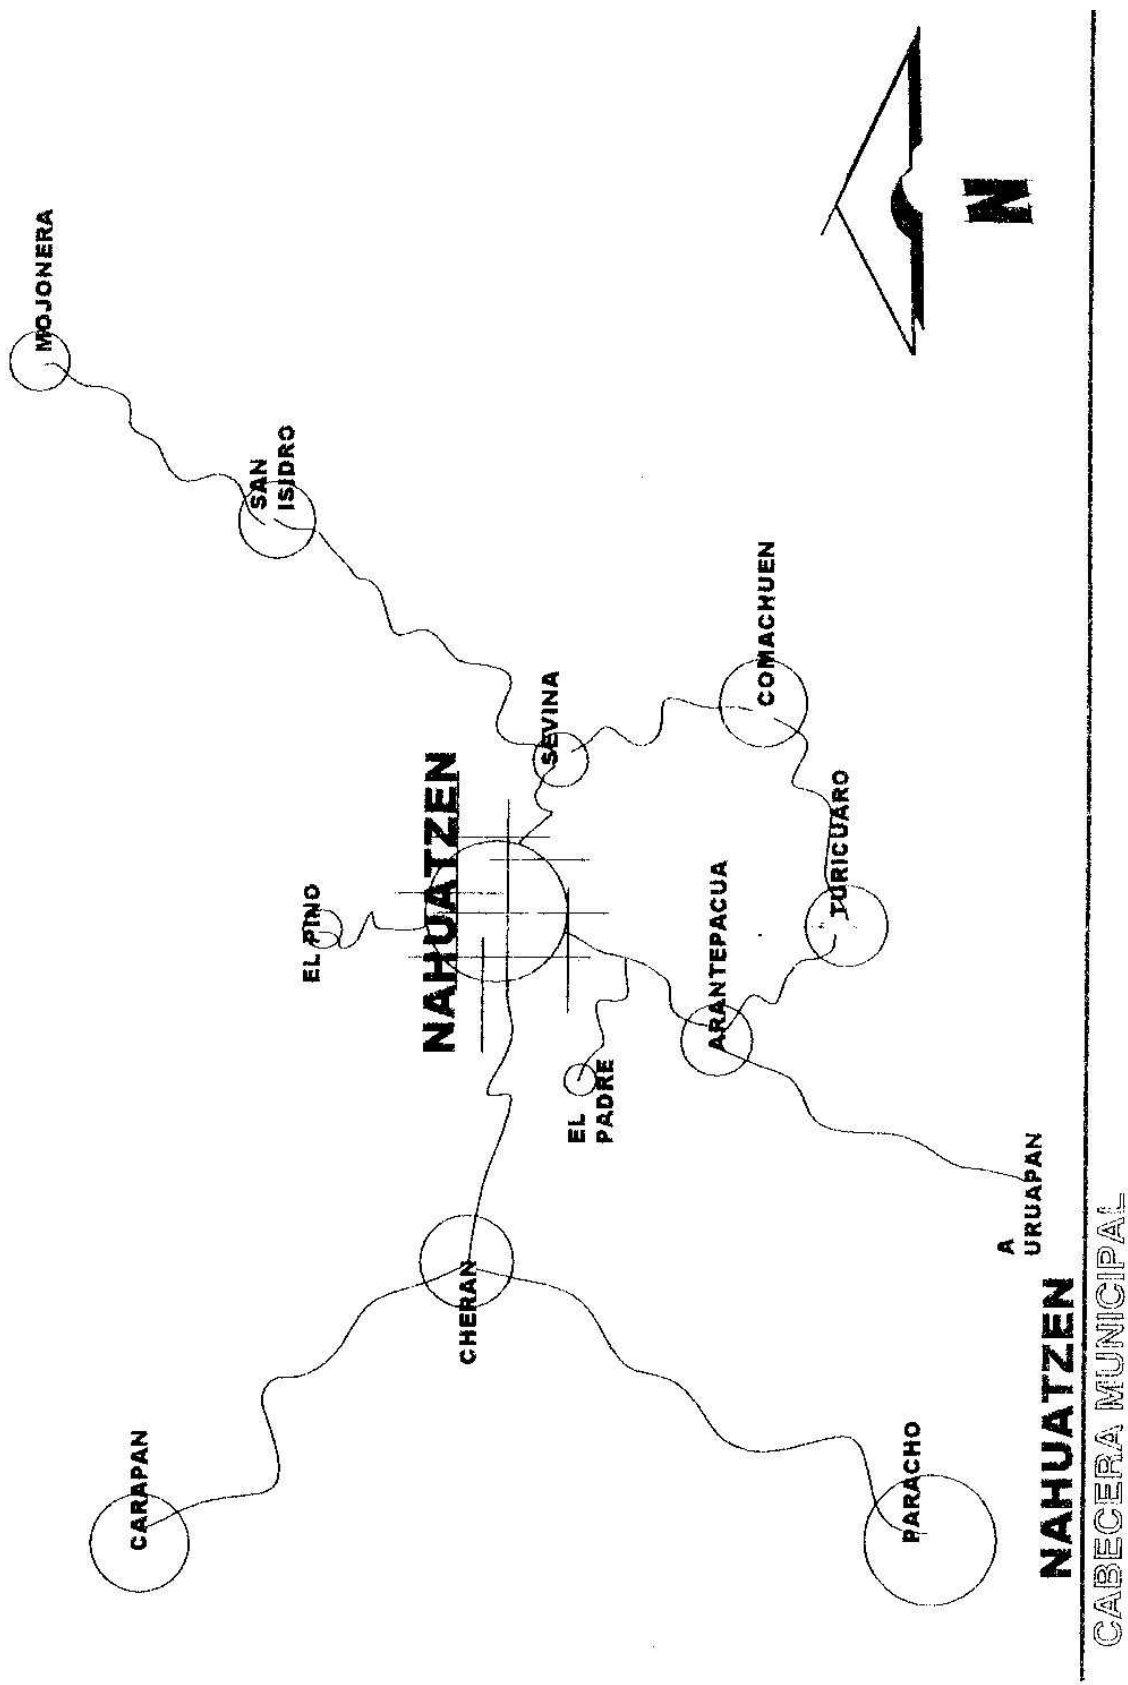 MOJONERA
CARAPAN
SAN
ISIDRO
EL PINO
NAHUATZEN
CHERAN
SEVINA
EL
PADRE
ARANTEPACUA
COMACHUEN
TURICUARO
PARACHO
N
A
URUAPAN
NAHUATZEN
CABECERA MUNICIPAL